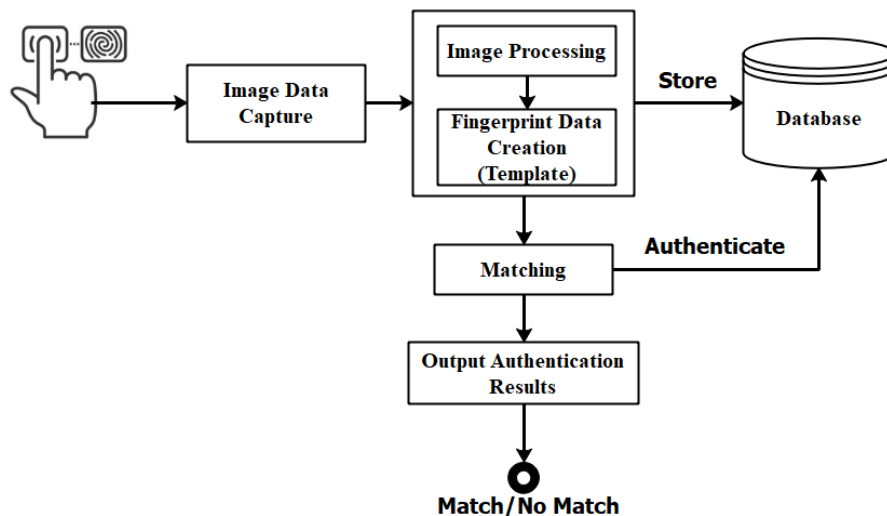 Image Processing
Store
Image Data
Capture
Fingerprint Data
Creation
(Template)
Database
Authenticate
Matching
Output Authentication
Results
Match/No Match